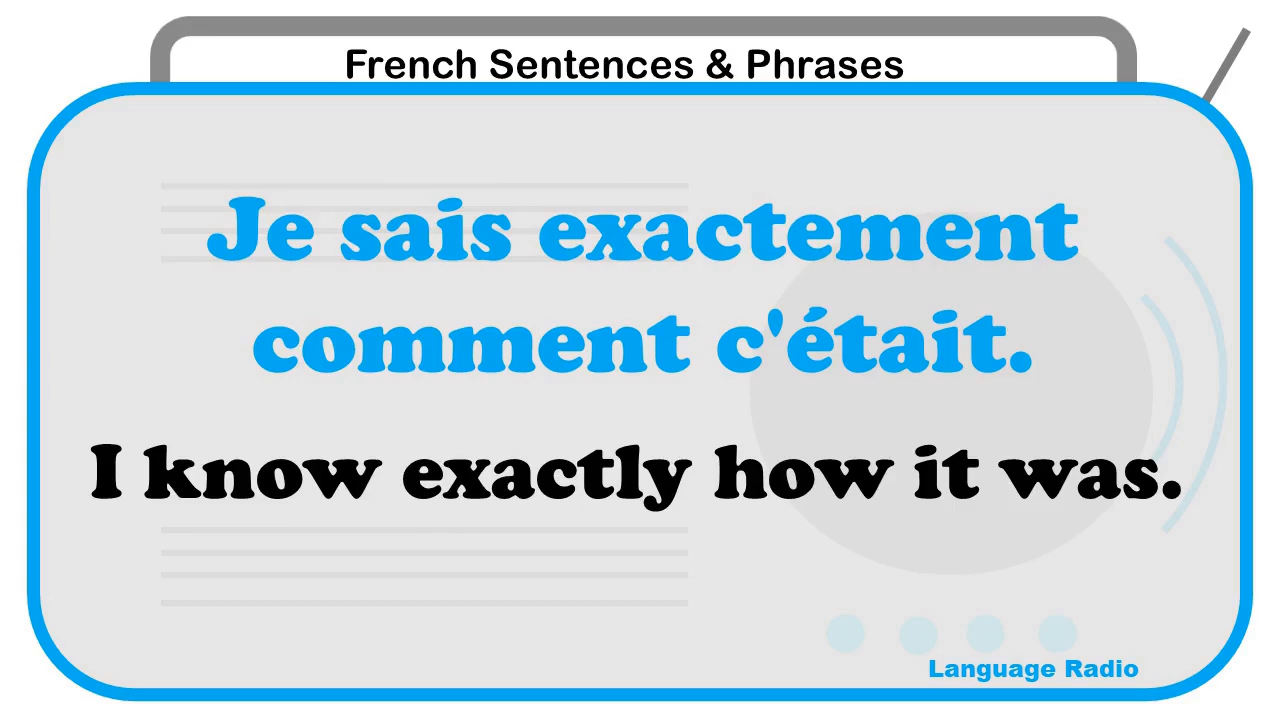 French Sentences & Phrases
Je sais exactement
comment c'était.
I know exactly how it was.
Language Radio